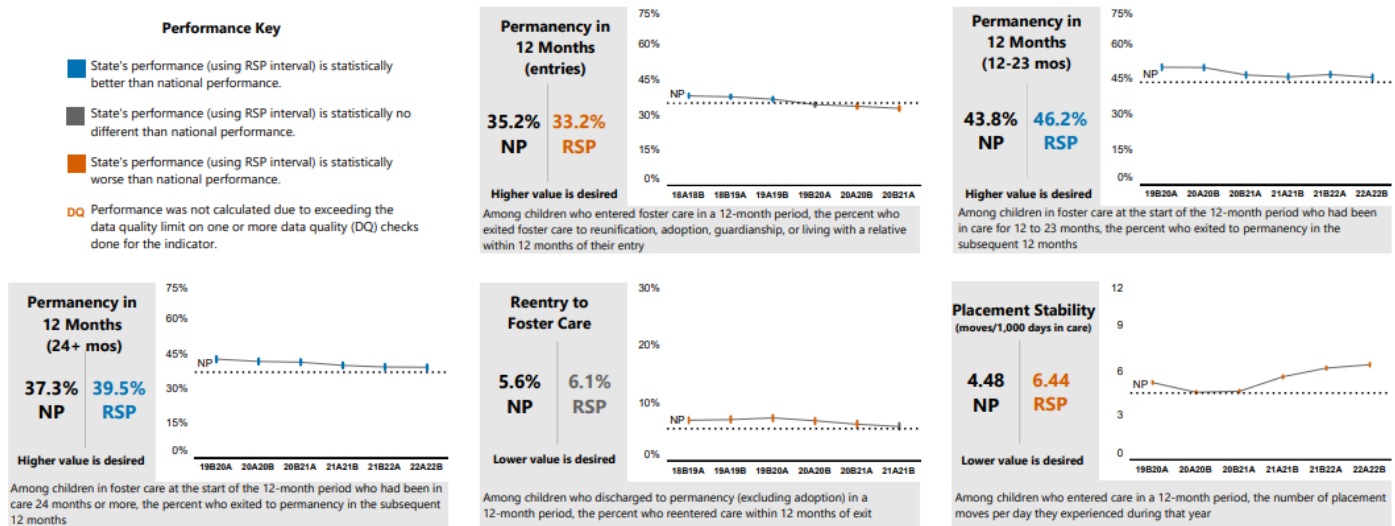 Performance Key
State's performance (using RSP interval) is statistically
better than national performance.
State's performance (using RSP interval) is statistically no
different than national performance.
State's performance (using RSP interval) is statistically
worse than national performance.
DQ Performance was not calculated due to exceeding the
data quality limit on one or more data quality (DQ) checks
done for the indicator.
Permanency in
12 Months
(entries)
35.2% 33.2%
NP RSP
Higher value is desired
75%
60%
45%
30%
15%
0%
NP
18A18B 18B19A 19A19B 19B20A 20A20B 20B21A
Among children who entered foster care in a 12-month period, the percent who
exited foster care to reunification, adoption, guardianship, or living with a relative
within 12 months of their entry
Permanency in
12 Months
(12-23 mos)
43.8% 46.2%
NP RSP
Higher value is desired
75%
60%
45%
30%
15%
0%
NP
19B20A 20A20B 20B21A 21A21B 21B22A 22A22B
Among children in foster care at the start of the 12-month period who had been
in care for 12 to 23 months, the percent who exited to permanency in the
subsequent 12 months
Permanency in
12 Months
(24+ mos)
37.3% 39.5%
NP RSP
Higher value is desired
75%
60%
45%
30%
15%
0%
NP
19B20A 20A20B 20B21A 21A21B 21B22A 22A22B
Among children in foster care at the start of the 12-month period who had been in
care 24 months or more, the percent who exited to permanency in the subsequent
12 months
Reentry to
Foster Care
5.6% 6.1%
NP RSP
Lower value is desired
30%
20%
10%
0%
NP
18B19A 19A19B 19B20A 20A20B 20B21A 21A21B
Among children who discharged to permanency (excluding adoption) in a
12-month period, the percent who reentered care within 12 months of exit
Placement Stability
(moves/1,000 days in care)
4.48 6.44
NP RSP
Lower value is desired
12
9
6
3
0
NP
19B20A 20A20B 20B21A 21A21B 21B22A 22A22B
Among children who entered care in a 12-month period, the number of placement
moves per day they experienced during that year